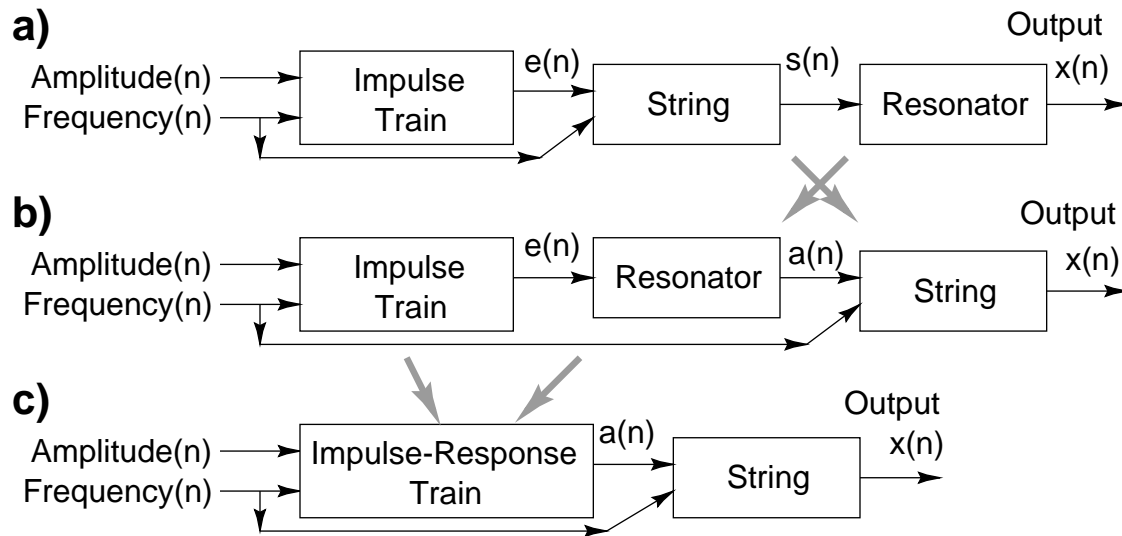 a)
Output
Amplitude(n)
Frequency(n)
Impulse
Train
e(n)
String
s(n)
Resonator
x(n)
b)
Output
Amplitude(n)
Frequency(n)
Impulse
Train
e(n)
Resonator
a(n)
String
x(n)
c)
Output
Amplitude(n)
Frequency(n)
Impulse-Response
Train
a(n)
String
x(n)